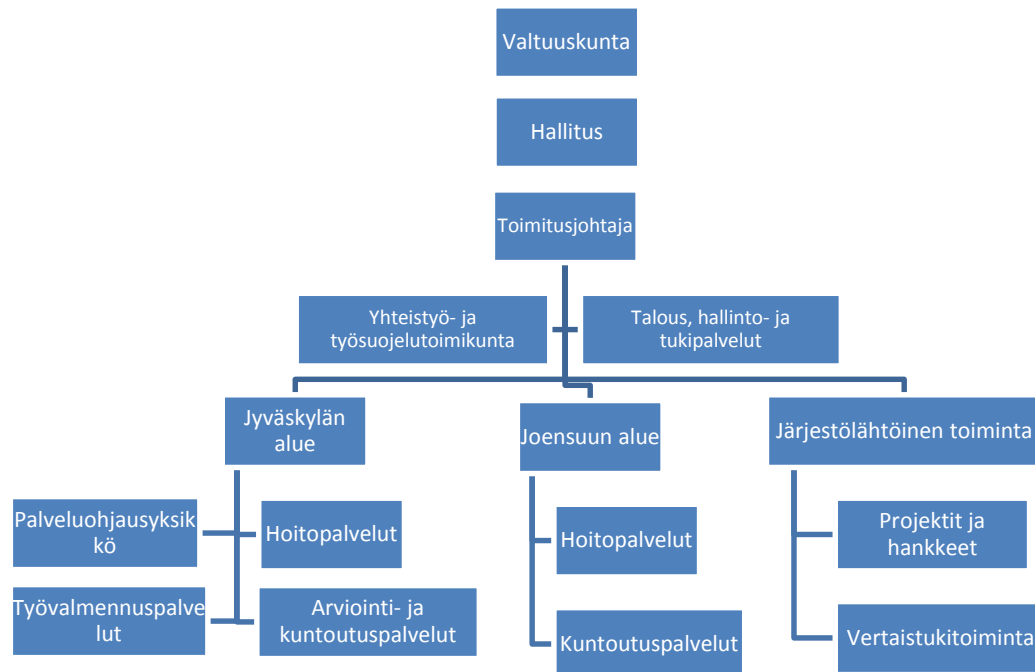 Valtuuskunta
Hallitus
Toimitusjohtaja
Yhteistyö- ja
työsuojelutoimikunta
Talous, hallinto- ja
tukipalvelut
Jyväskylän
alue
Joensuun alue
Järjestölähtöinen toiminta
Palveluohjausyksik
kö
Hoitopalvelut
Työvalmennuspalve
lut
Arviointi- ja
kuntoutuspalvelut
Hoitopalvelut
Kuntoutuspalvelut
Projektit ja
hankkeet
Vertaistukitoiminta